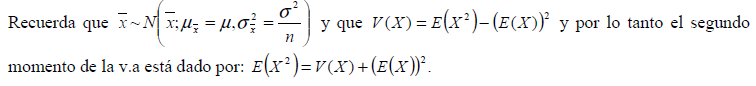 Recuerda que x̄ ~ N(x̄; μ_x̄ = μ, σ²_x̄ = σ²/n) y que V(X) = E(X²) − (E(X))² y por lo tanto el segundo
momento de la v.a está dado por: E(X²) = V(X) + (E(X))².